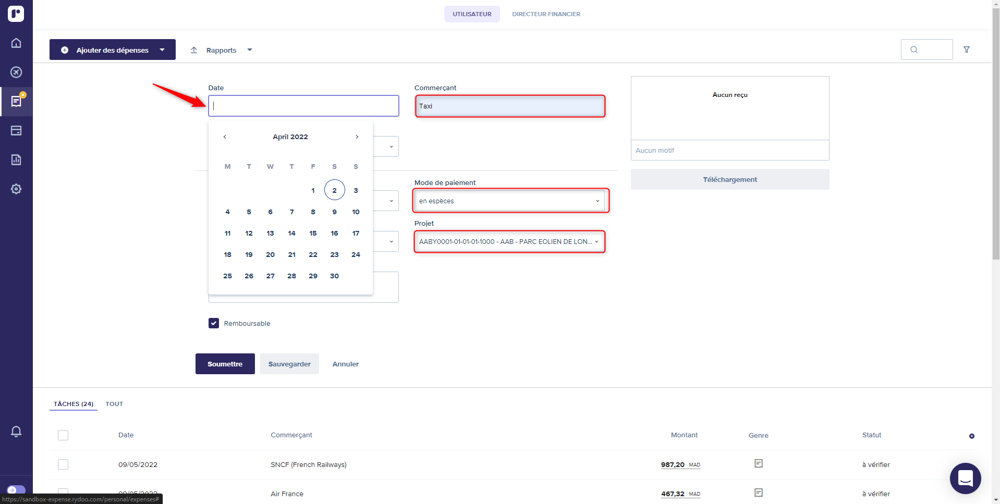 UTILISATEUR
DIRECTEUR FINANCIER
Ajouter des dépenses
Rapports
Date
Commerçant
Taxi
April 2022
M T W T F S S
1 2 3
4 5 6 7 8 9 10
11 12 13 14 15 16 17
18 19 20 21 22 23 24
25 26 27 28 29 30
Mode de paiement
en espèces
Projet
AABY0001-01-01-01-1000 - AAB - PARC EOLIEN DE LON...
Remboursable
Aucun reçu
Aucun motif
Téléchargement
Soumettre
Sauvegarder
Annuler
TÂCHES (24)
TOUT
Date Commerçant Montant Genre Statut
09/05/2022 SNCF (French Railways) 987,20 MAD à vérifier
09/05/2022 Air France 467,32 MAD à vérifier
https://sandbox-expense.rydoo.com/personal/expenses#